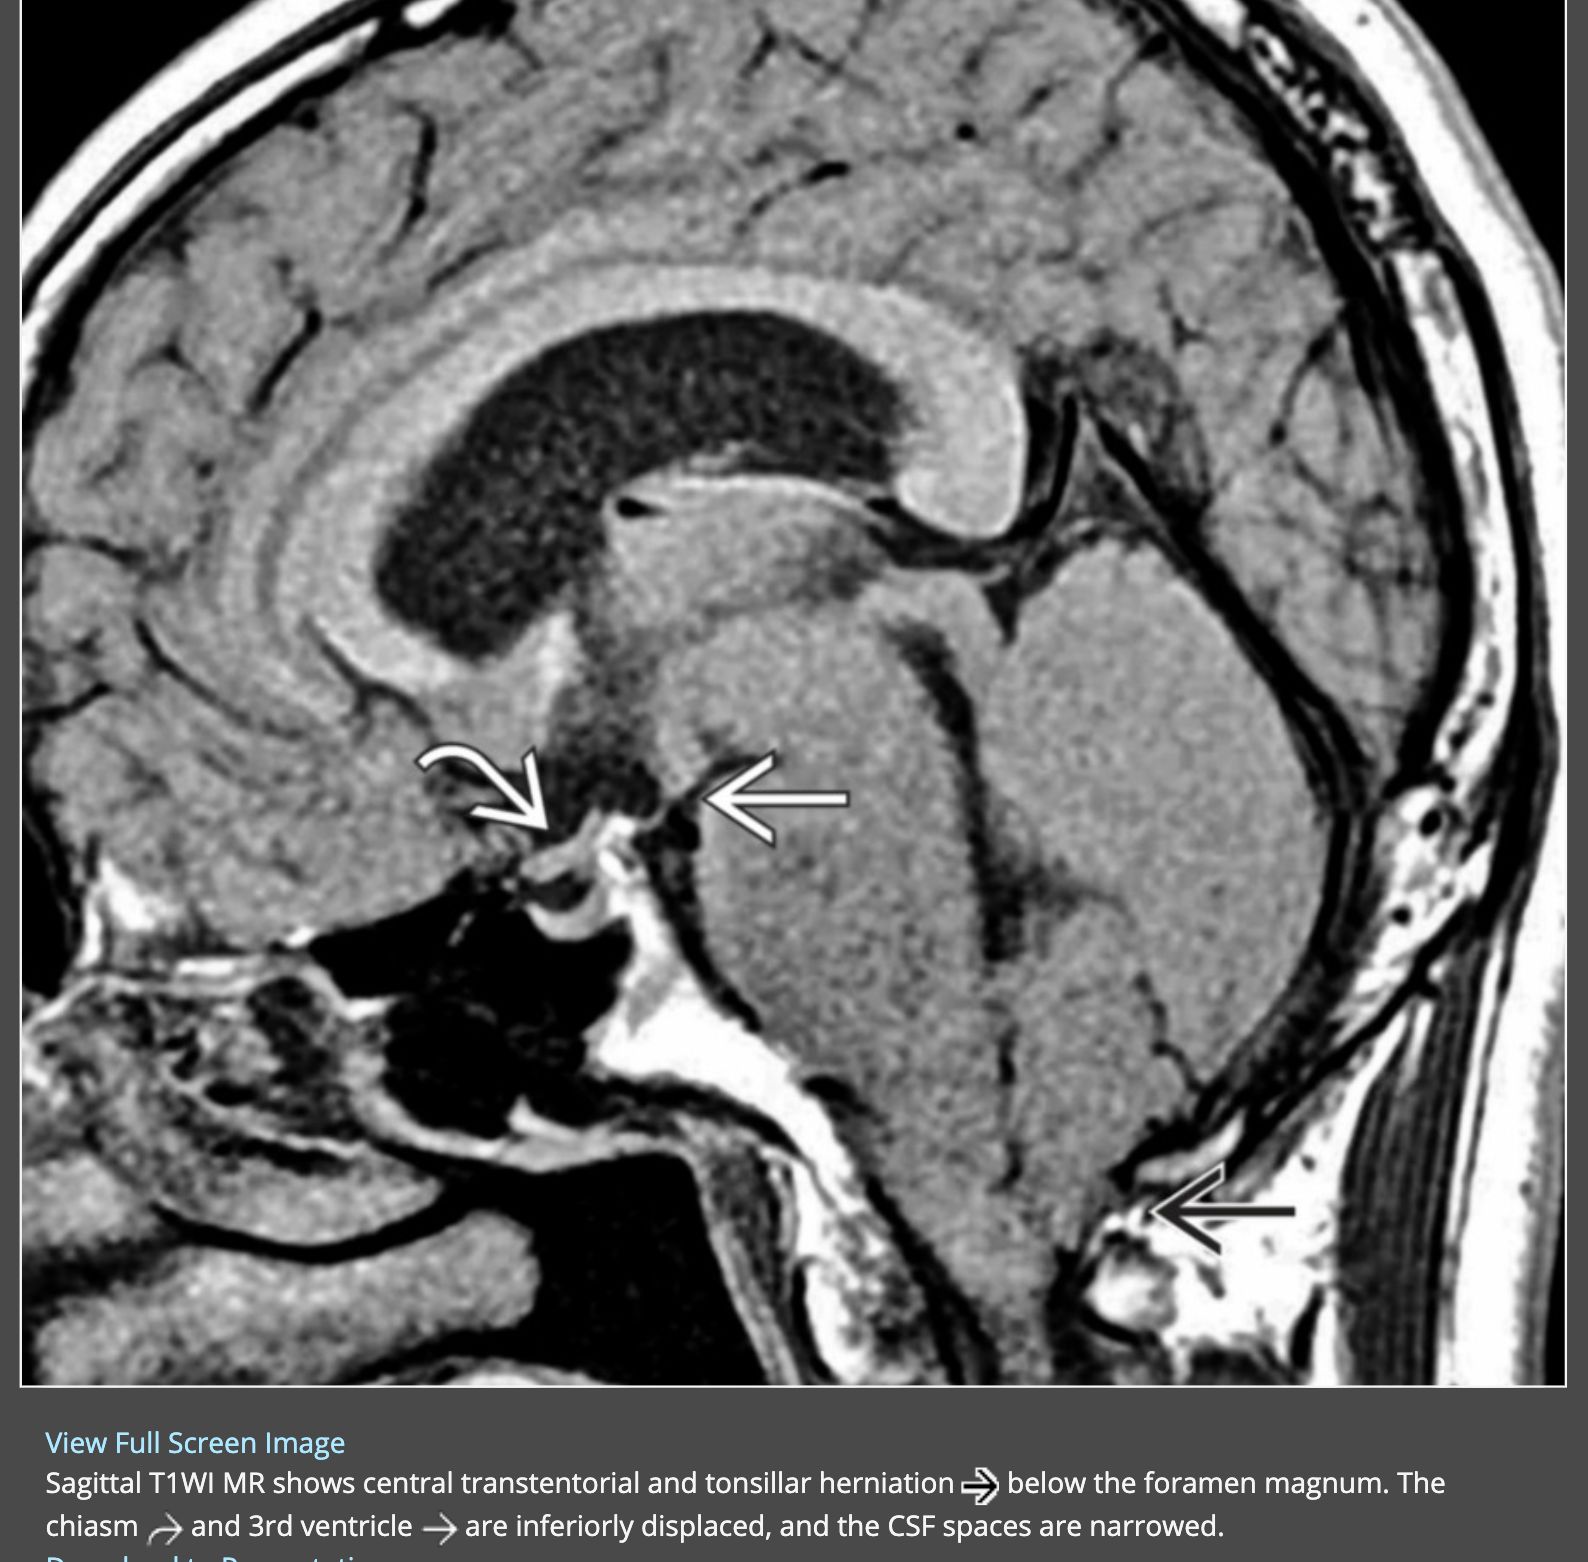 View Full Screen Image
Sagittal T1WI MR shows central transtentorial and tonsillar herniation below the foramen magnum. The
chiasm and 3rd ventricle are inferiorly displaced, and the CSF spaces are narrowed.